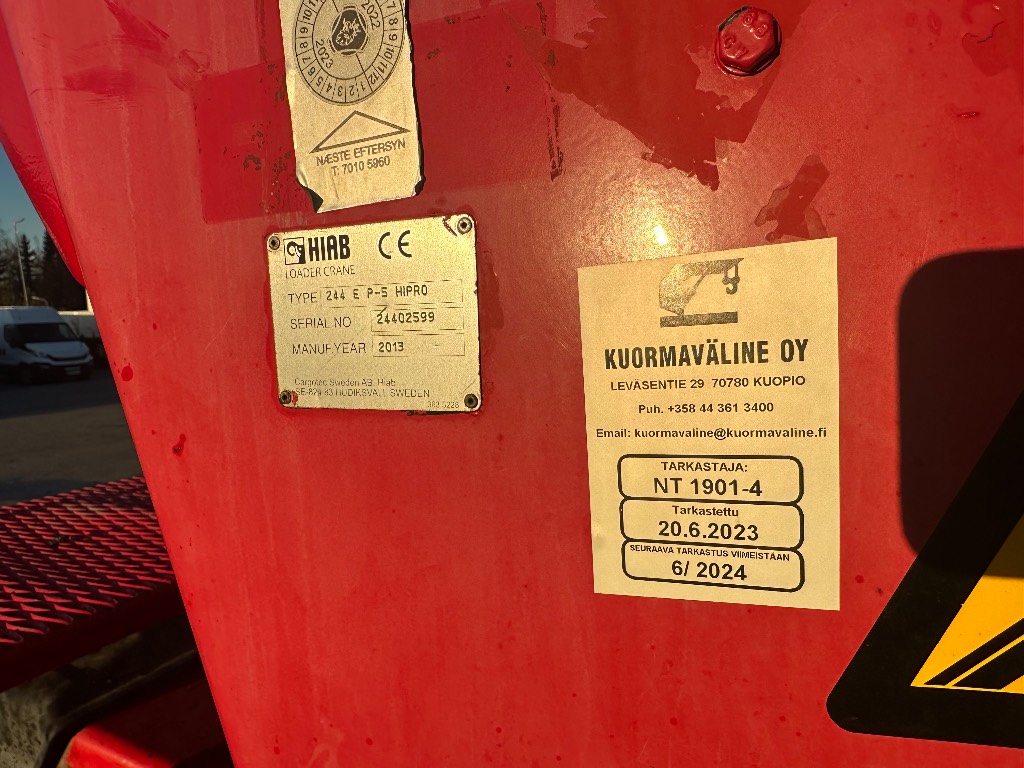 2022
2023
NÆSTE EFTERSYN
T: 7010 5960
HIAB CE
LOADER CRANE
TYPE 244 E P-5 HIPRO
SERIAL NO 24402599
MANUF.YEAR 2013
Cargotec Sweden AB, Hiab
SE-824 83 HUDIKSVALL SWEDEN
KUORMAVÄLINE OY
LEVÄSENTIE 29 70780 KUOPIO
Puh. +358 44 361 3400
Email: kuormavaline@kuormavaline.fi
TARKASTAJA:
NT 1901-4
Tarkastettu
20.6.2023
SEURAAVA TARKASTUS VIIMEISTÄÄN
6/ 2024
8.8